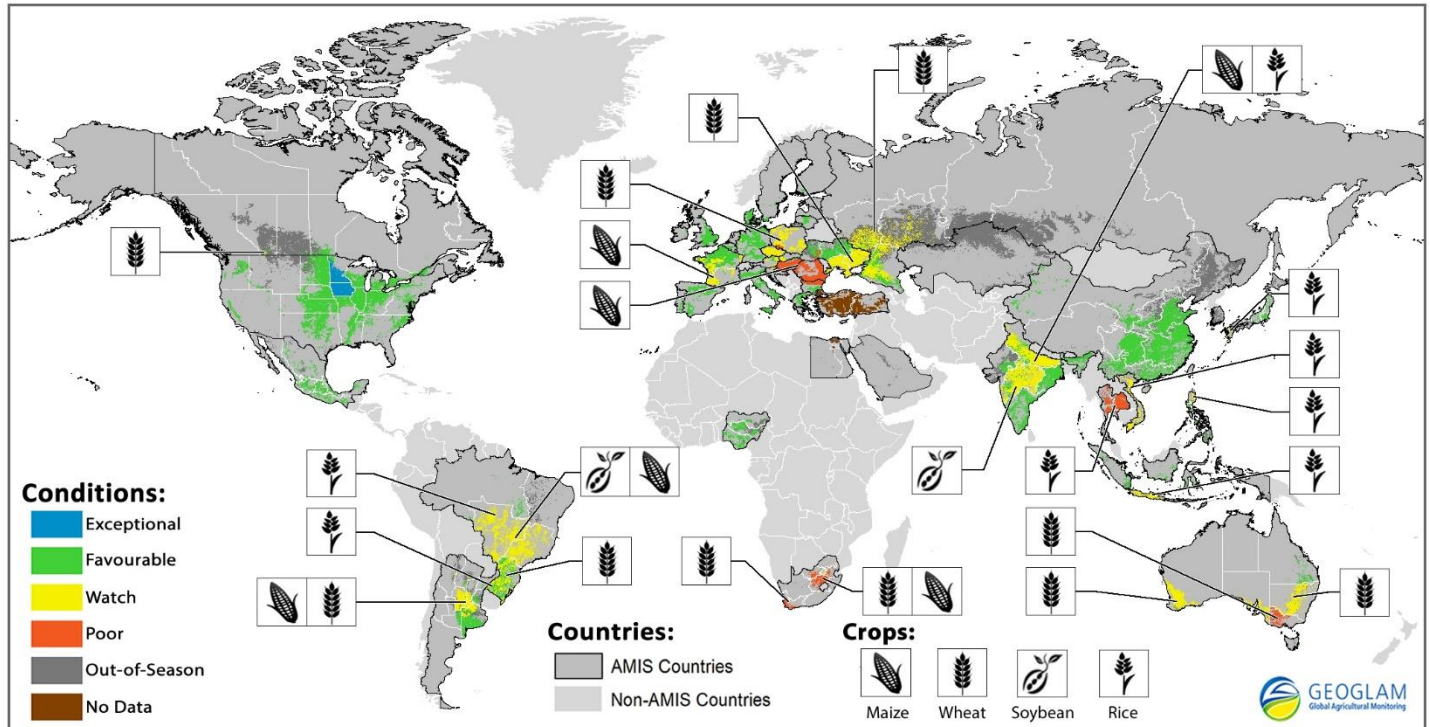 Conditions:
Exceptional
Favourable
Watch
Poor
Out-of-Season
No Data
Countries:
AMIS Countries
Non-AMIS Countries
Crops:
Maize
Wheat
Soybean
Rice
GEOGLAM
Global Agricultural Monitoring